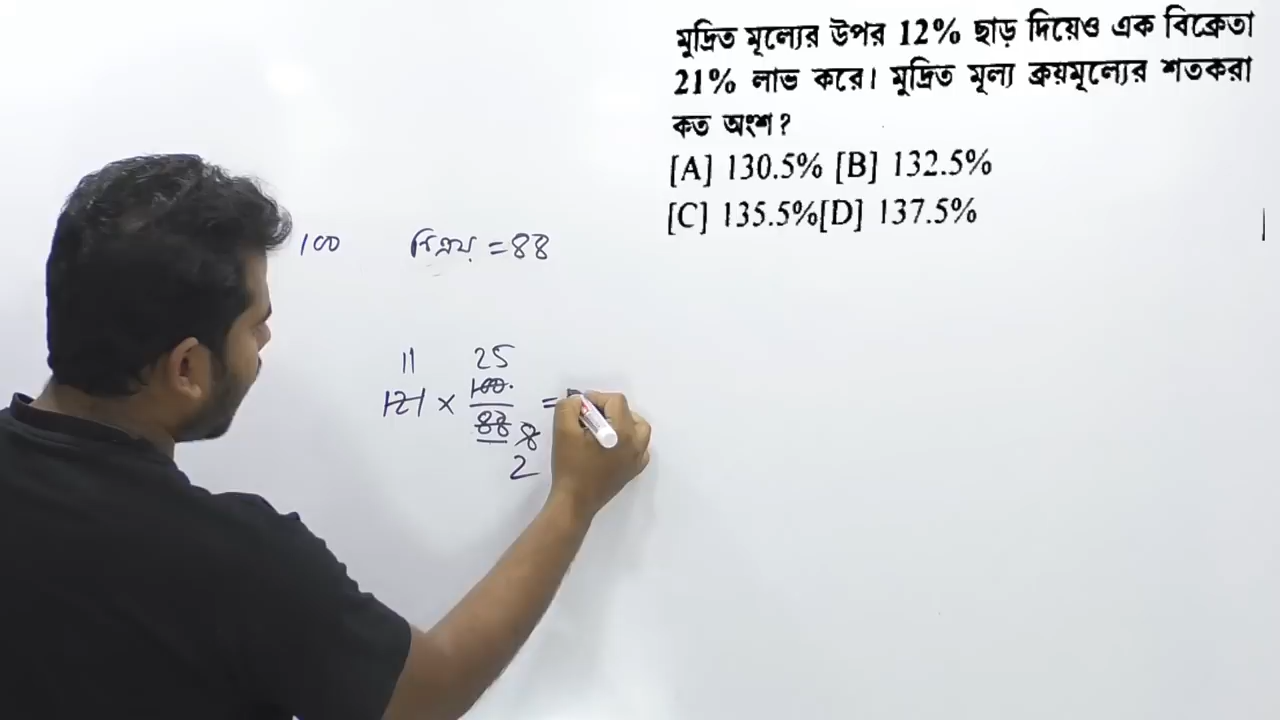 মুদ্রিত মূল্যের উপর 12% ছাড় দিয়েও এক বিক্রেতা
21% লাভ করে। মুদ্রিত মূল্য ক্রয়মূল্যের শতকরা
কত অংশ?
[A] 130.5% [B] 132.5%
[C] 135.5%[D] 137.5%
100 = 88
11 25
121 × 100 =
88 8
2